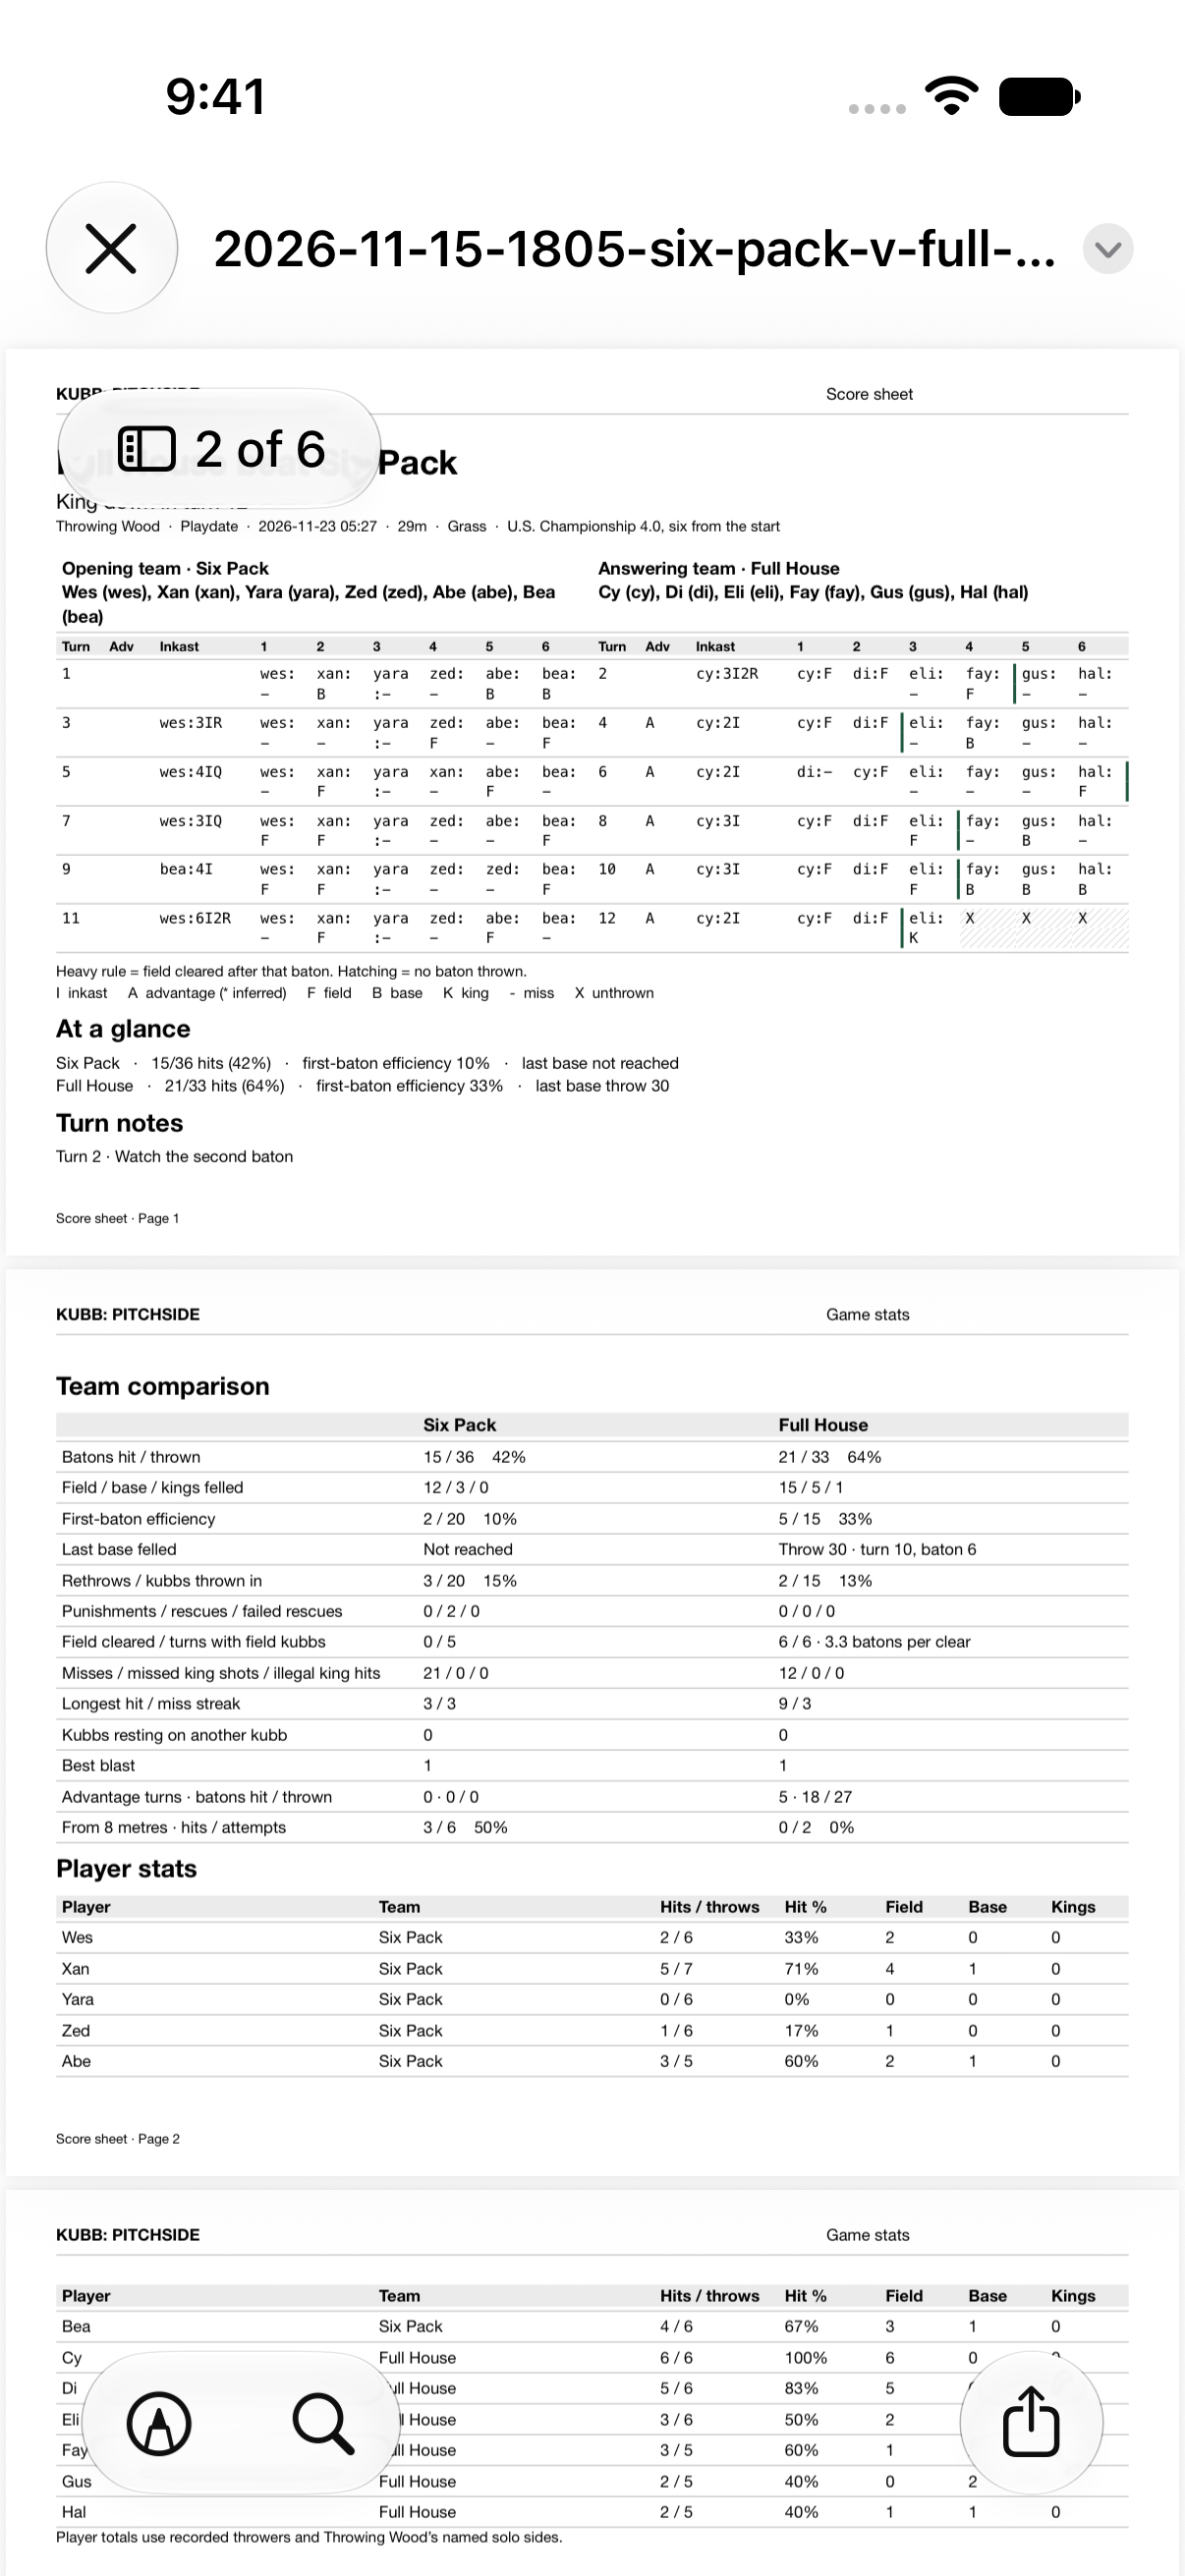 9:41
2026-11-15-1805-six-pack-v-full-...
2 of 6
Score sheet
Pack
King
Throwing Wood · Playdate · 2026-11-23 05:27 · 29m · Grass · U.S. Championship 4.0, six from the start
Opening team · Six Pack Answering team · Full House
Wes (wes), Xan (xan), Yara (yara), Zed (zed), Abe (abe), Bea Cy (cy), Di (di), Eli (eli), Fay (fay), Gus (gus), Hal (hal)
(bea)
Turn Adv Inkast 1 2 3 4 5 6 Turn Adv Inkast 1 2 3 4 5 6
1 wes: xan: yara zed: abe: bea: 2 cy:3I2R cy:F di:F eli: fay: gus: hal:
– B :– – B B – F – –
3 wes:3IR wes: xan: yara zed: abe: bea: 4 A cy:2I cy:F di:F eli: fay: gus: hal:
– – :– F – F – B – –
5 wes:4IQ wes: xan: yara xan: abe: bea: 6 A cy:2I di:– cy:F eli: fay: gus: hal:
– F :– F F – – – – F
7 wes:3IQ wes: xan: yara zed: abe: bea: 8 A cy:3I cy:F di:F eli: fay: gus: hal:
F F :– – – F F – B –
9 bea:4I wes: xan: yara zed: zed: bea: 10 A cy:3I cy:F di:F eli: fay: gus: hal:
F F :– – – F F B B B
11 wes:6I2R wes: xan: yara zed: abe: bea: 12 A cy:2I cy:F di:F eli: X X X
– F :– – F – K
Heavy rule = field cleared after that baton. Hatching = no baton thrown.
I inkast A advantage (* inferred) F field B base K king - miss X unthrown
At a glance
Six Pack · 15/36 hits (42%) · first-baton efficiency 10% · last base not reached
Full House · 21/33 hits (64%) · first-baton efficiency 33% · last base throw 30
Turn notes
Turn 2 · Watch the second baton
Score sheet · Page 1
KUBB: PITCHSIDE Game stats
Team comparison
Six Pack Full House
Batons hit / thrown 15 / 36 42% 21 / 33 64%
Field / base / kings felled 12 / 3 / 0 15 / 5 / 1
First-baton efficiency 2 / 20 10% 5 / 15 33%
Last base felled Not reached Throw 30 · turn 10, baton 6
Rethrows / kubbs thrown in 3 / 20 15% 2 / 15 13%
Punishments / rescues / failed rescues 0 / 2 / 0 0 / 0 / 0
Field cleared / turns with field kubbs 0 / 5 6 / 6 · 3.3 batons per clear
Misses / missed king shots / illegal king hits 21 / 0 / 0 12 / 0 / 0
Longest hit / miss streak 3 / 3 9 / 3
Kubbs resting on another kubb 0 0
Best blast 1 1
Advantage turns · batons hit / thrown 0 · 0 / 0 5 · 18 / 27
From 8 metres · hits / attempts 3 / 6 50% 0 / 2 0%
Player stats
Player Team Hits / throws Hit % Field Base Kings
Wes Six Pack 2 / 6 33% 2 0 0
Xan Six Pack 5 / 7 71% 4 1 0
Yara Six Pack 0 / 6 0% 0 0 0
Zed Six Pack 1 / 6 17% 1 0 0
Abe Six Pack 3 / 5 60% 2 1 0
Score sheet · Page 2
KUBB: PITCHSIDE Game stats
Player Team Hits / throws Hit % Field Base Kings
Bea Six Pack 4 / 6 67% 3 1 0
Cy Full House 6 / 6 100% 6 0
Di House 5 / 6 83% 5
Eli House 3 / 6 50% 2
Fay House 3 / 5 60% 1
Gus Full House 2 / 5 40% 0 2
Hal Full House 2 / 5 40% 1 1 0
Player totals use recorded throwers and Throwing Wood's named solo sides.